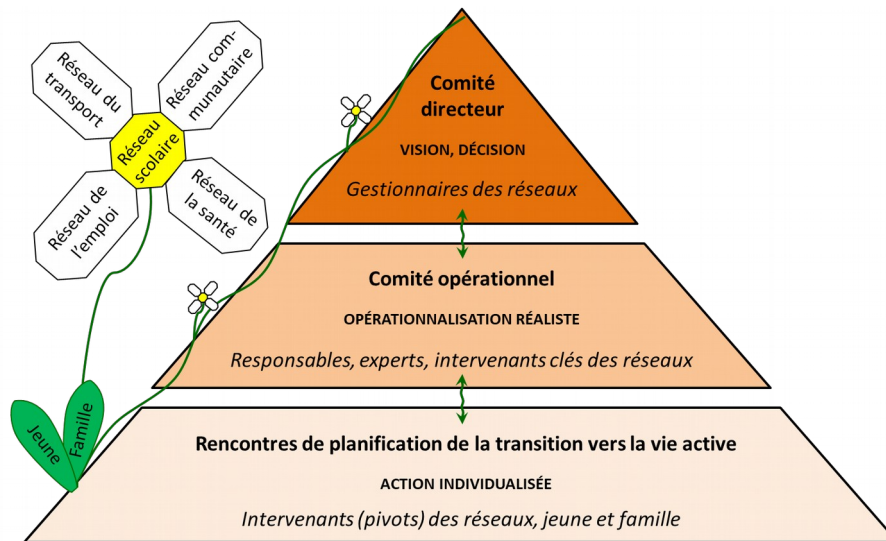 Réseau du
transport
Réseau com-
munautaire
Réseau
scolaire
Réseau de
l'emploi
Réseau de
la santé
Jeune
Famille
Comité
directeur
VISION, DÉCISION
Gestionnaires des réseaux
Comité opérationnel
OPÉRATIONNALISATION RÉALISTE
Responsables, experts, intervenants clés des réseaux
Rencontres de planification de la transition vers la vie active
ACTION INDIVIDUALISÉE
Intervenants (pivots) des réseaux, jeune et famille